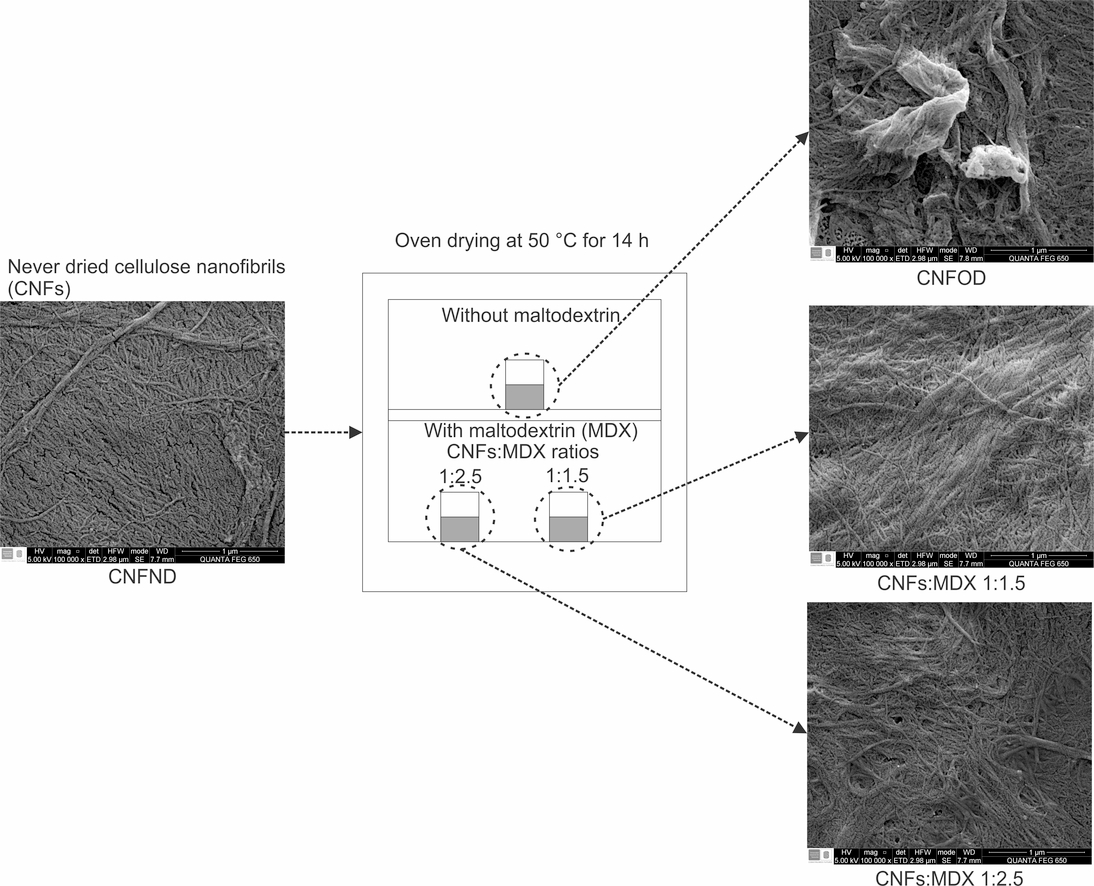 Never dried cellulose nanofibrils
(CNFs)
HV mag □ det HFW mode WD 1 µm
5.00 kV 100 000 x ETD 2.98 µm SE 7.7 mm QUANTA FEG 650
CNFND
Oven drying at 50 °C for 14 h
Without maltodextrin
With maltodextrin (MDX)
CNFs:MDX ratios
1:2.5 1:1.5
HV mag □ det HFW mode WD 1 µm
5.00 kV 100 000 x ETD 2.98 µm SE 7.8 mm QUANTA FEG 650
CNFOD
HV mag □ det HFW mode WD 1 µm
5.00 kV 100 000 x ETD 2.98 µm SE 7.7 mm QUANTA FEG 650
CNFs:MDX 1:1.5
HV mag □ det HFW mode WD 1 µm
5.00 kV 100 000 x ETD 2.98 µm SE 7.7 mm QUANTA FEG 650
CNFs:MDX 1:2.5